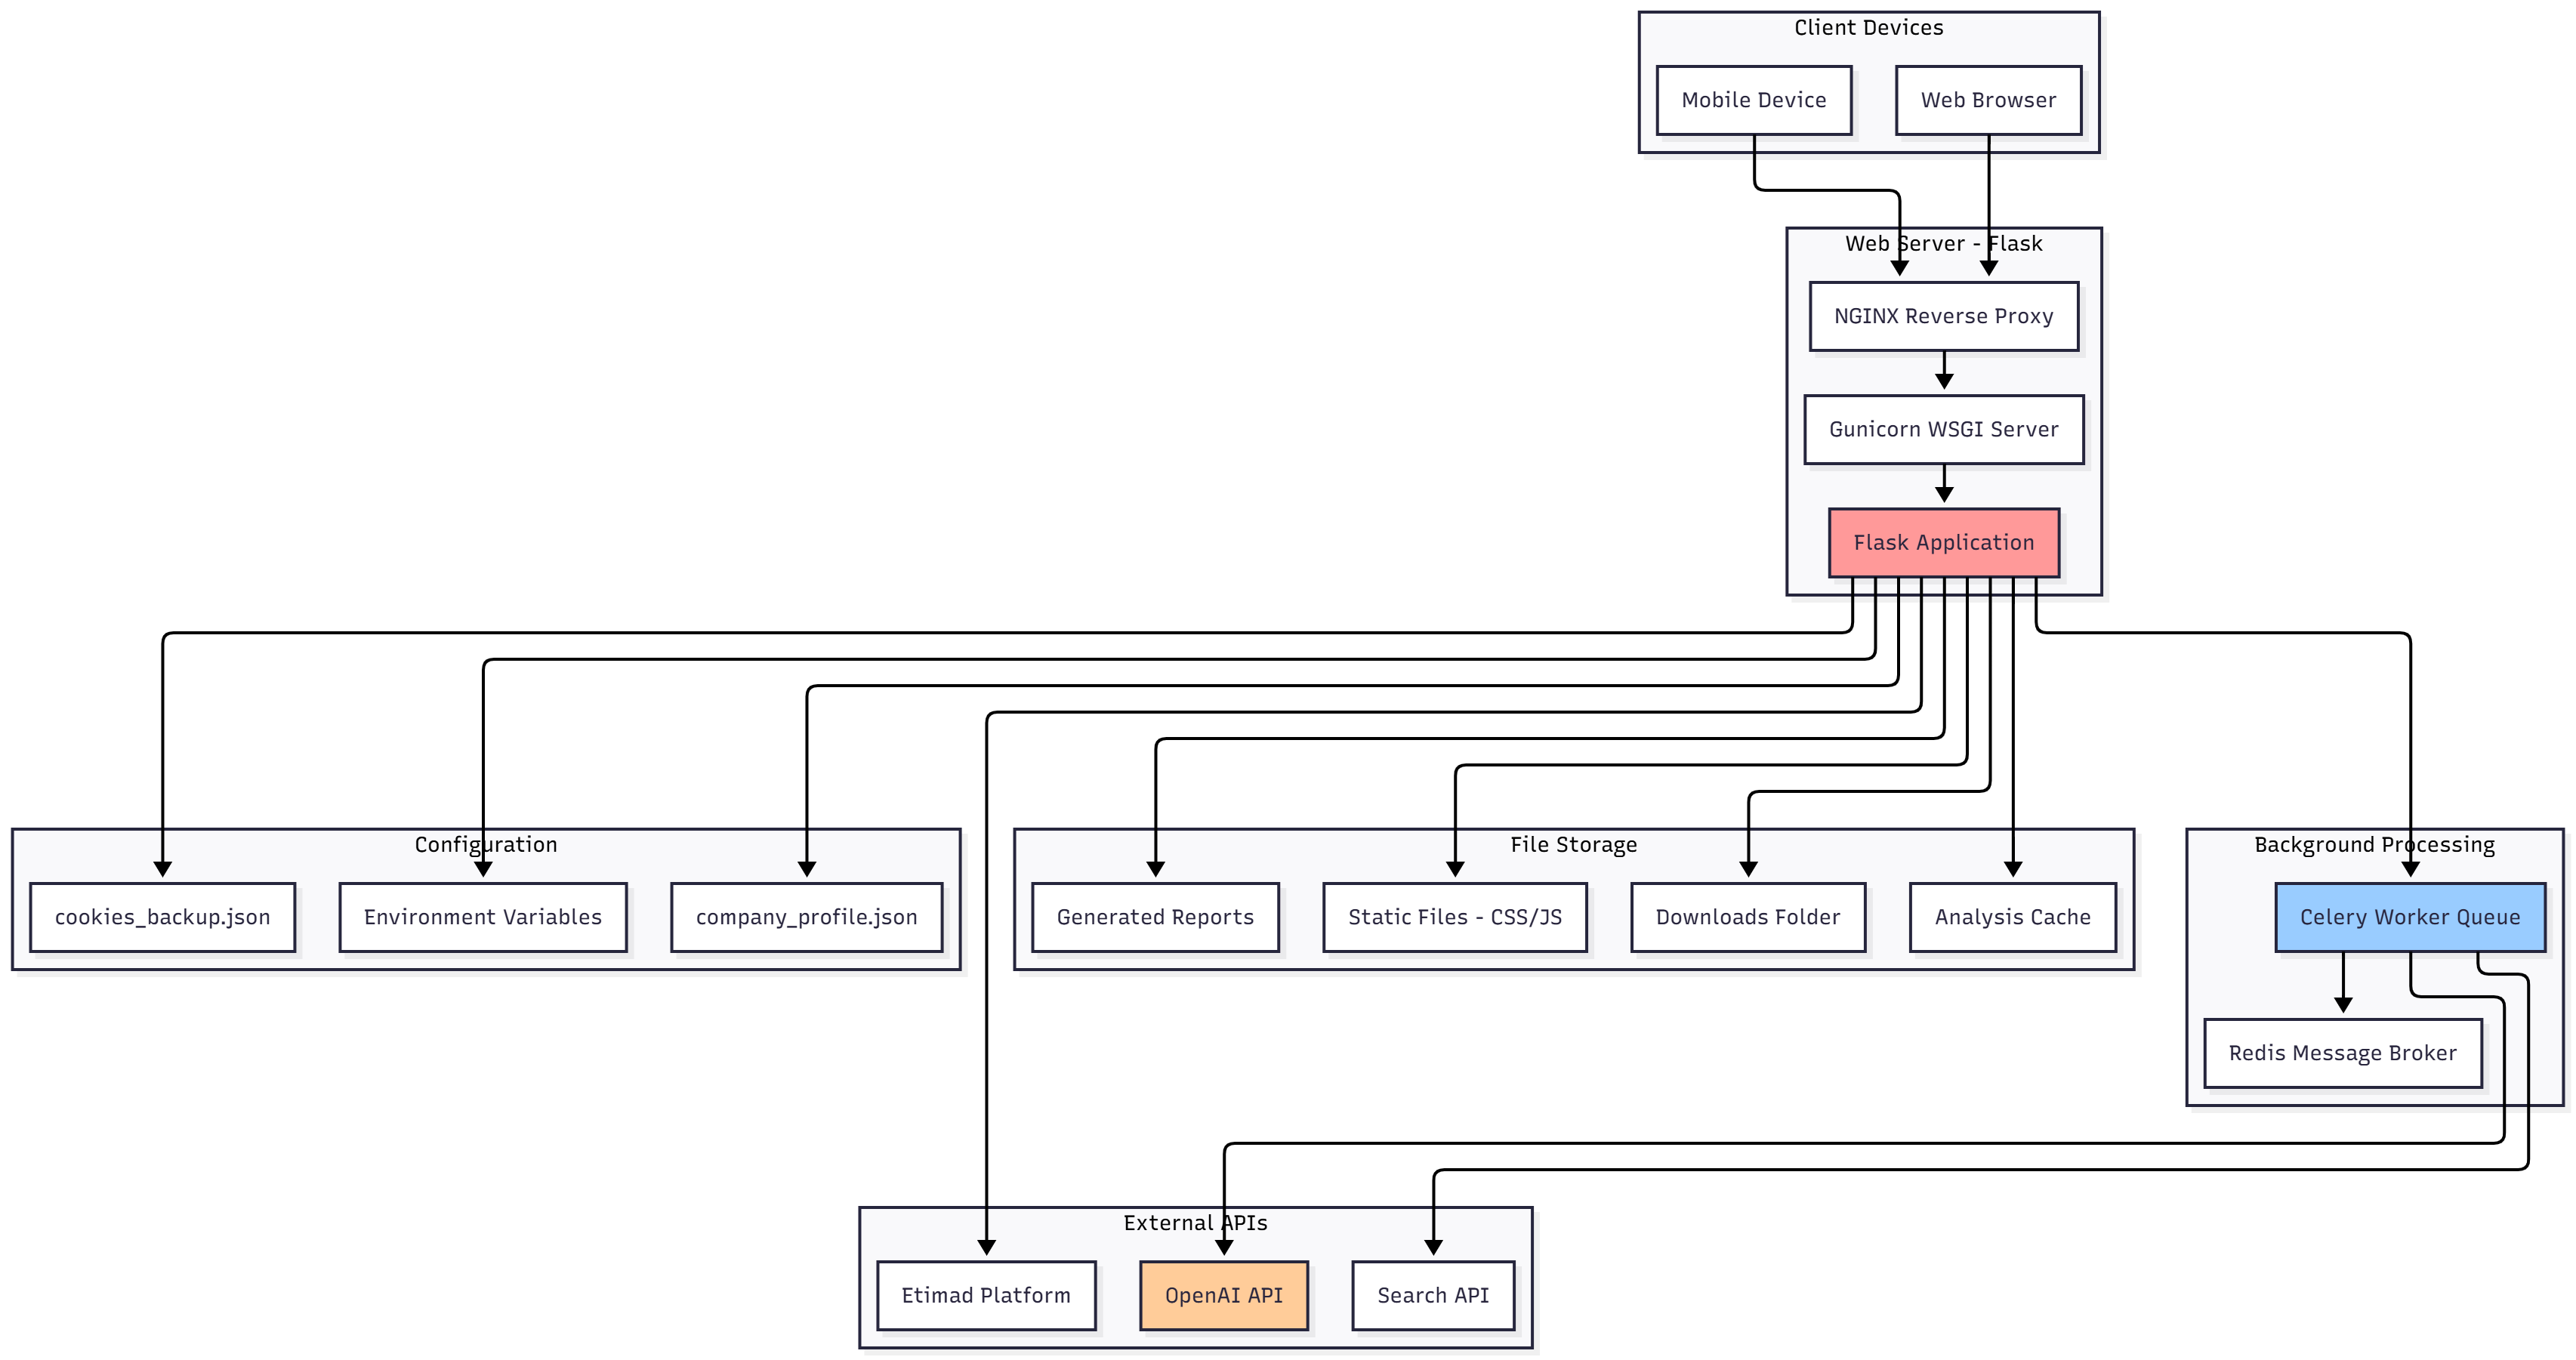 Client Devices
Mobile Device
Web Browser
Web Server - Flask
NGINX Reverse Proxy
Gunicorn WSGI Server
Flask Application
Configuration
cookies_backup.json
Environment Variables
company_profile.json
File Storage
Generated Reports
Static Files - CSS/JS
Downloads Folder
Analysis Cache
Background Processing
Celery Worker Queue
Redis Message Broker
External APIs
Etimad Platform
OpenAI API
Search API